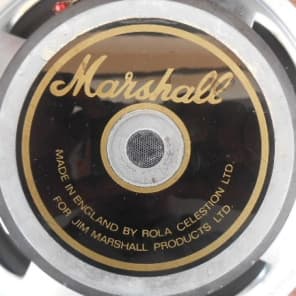 Marshall
MADE IN ENGLAND BY ROLA CELESTION LTD.
FOR JIM MARSHALL PRODUCTS LTD.